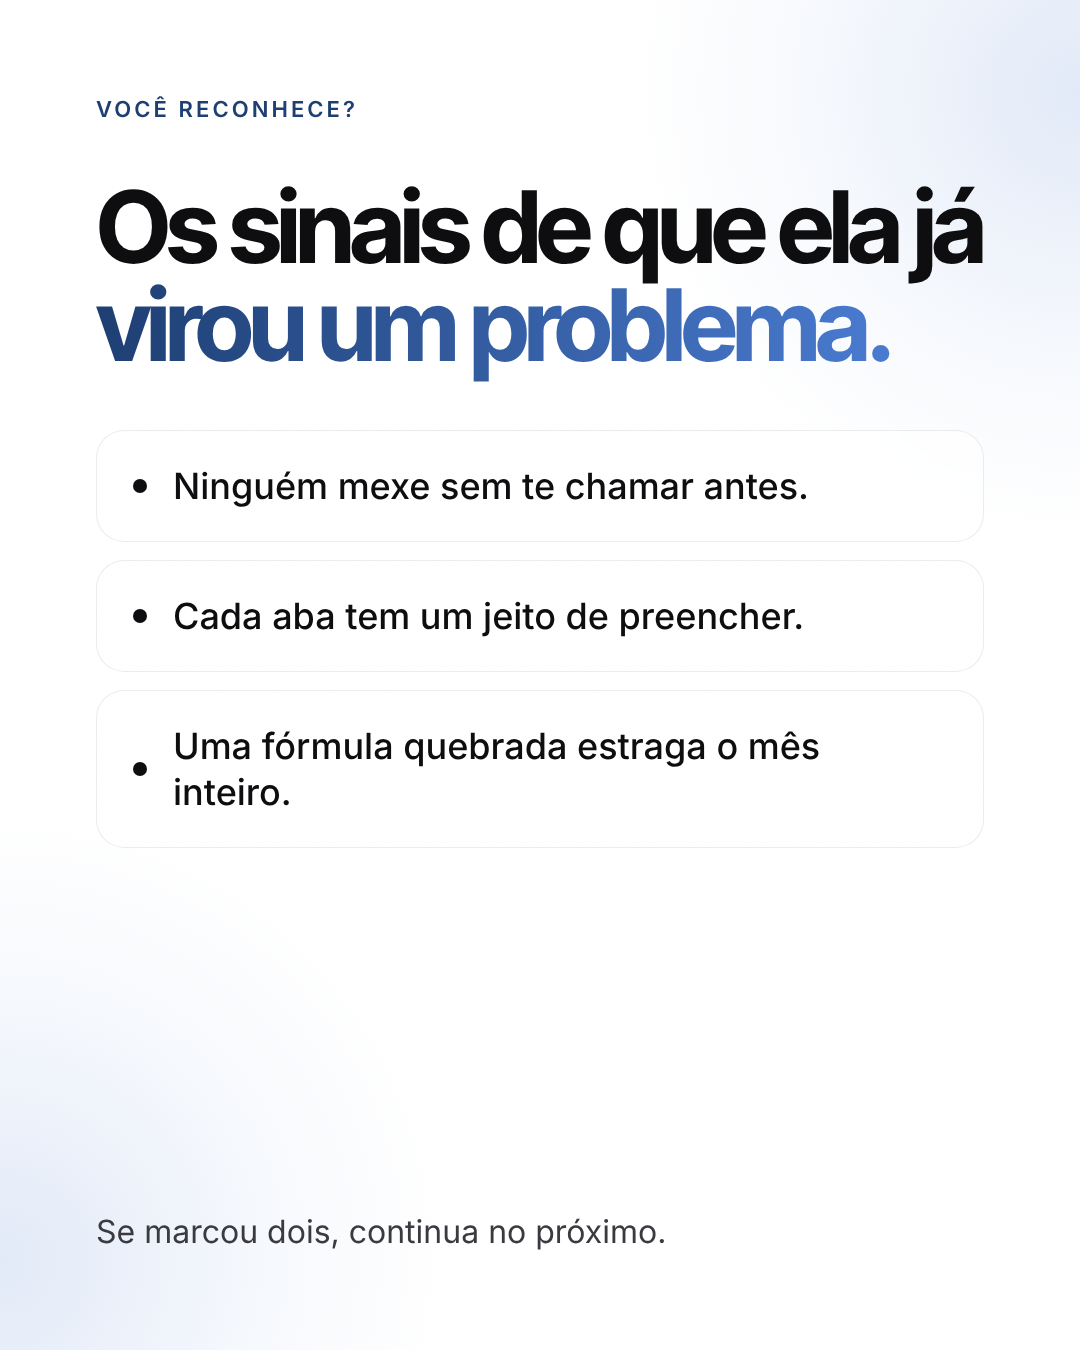 VOCÊ RECONHECE?
Os sinais de que ela já
virou um problema.
• Ninguém mexe sem te chamar antes.
• Cada aba tem um jeito de preencher.
• Uma fórmula quebrada estraga o mês
inteiro.
Se marcou dois, continua no próximo.